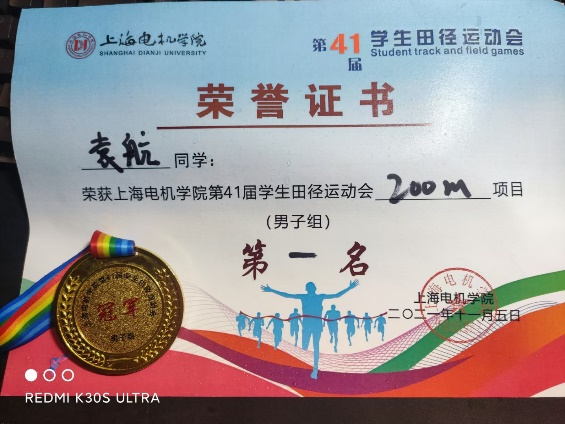 上海电机学院
SHANGHAI DIANJI UNIVERSITY
第41届
学生田径运动会
Student track and field games
荣誉证书
袁航 同学：
荣获上海电机学院第41届学生田径运动会 200m 项目
（男子组）
第一名
上海电机学院
二〇二一年十一月五日
冠军
男子组
REDMI K30S ULTRA